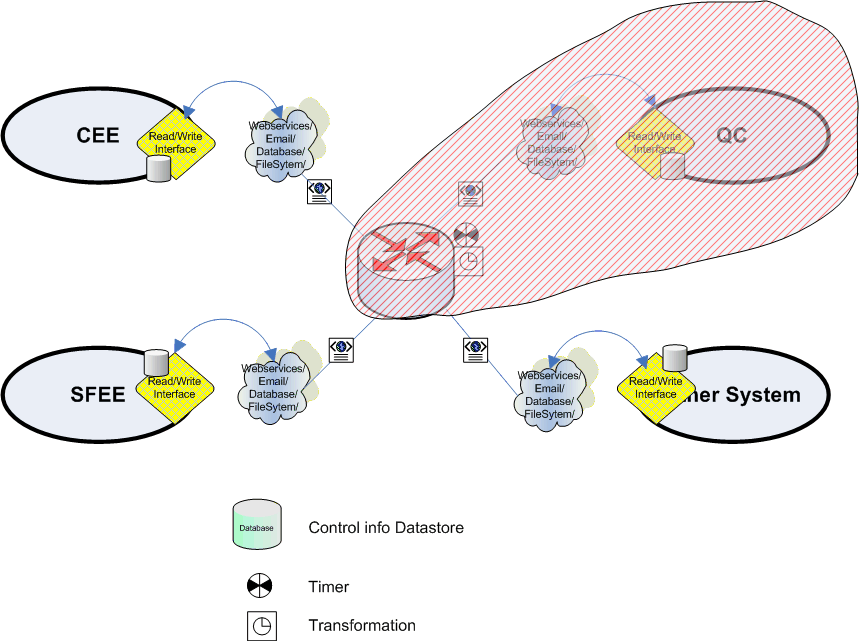 CEE
Read/Write
Interface
Webservices/
Email/
Database/
FileSytem/
Webservices/
Email/
Database/
FileSytem/
Read/Write
Interface
QC
SFEE
Read/Write
Interface
Webservices/
Email/
Database/
FileSytem/
Webservices/
Email/
Database/
FileSytem/
Read/Write
Interface
System
Database
Control info Datastore
Timer
Transformation